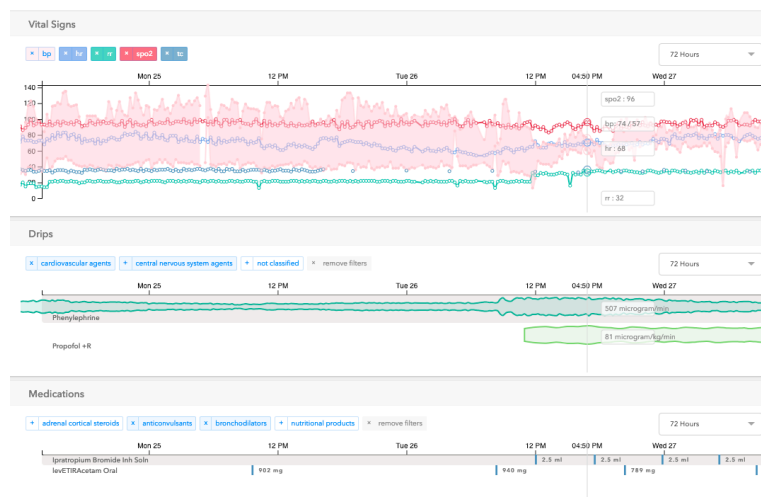 Vital Signs
× bp × hr × rr × spo2 × tc
72 Hours
Mon 25 12 PM Tue 26 12 PM 04:50 PM Wed 27
140
120
100
80
60
40
20
0
spo2 : 96
bp: 74 / 57
hr : 68
rr : 32
Drips
x cardiovascular agents + central nervous system agents + not classified × remove filters
72 Hours
Mon 25 12 PM Tue 26 12 PM 04:50 PM Wed 27
507 microgram/min
Phenylephrine
81 microgram/kg/min
Propofol +R
Medications
+ adrenal cortical steroids x anticonvulsants x bronchodilators + nutritional products × remove filters
72 Hours
Mon 25 12 PM Tue 26 12 PM 04:50 PM Wed 27
Ipratropium Bromide Inh Soln 2.5 ml 2.5 ml 2.5 ml 2.5 ml
levETIRAcetam Oral 902 mg 940 mg 789 mg